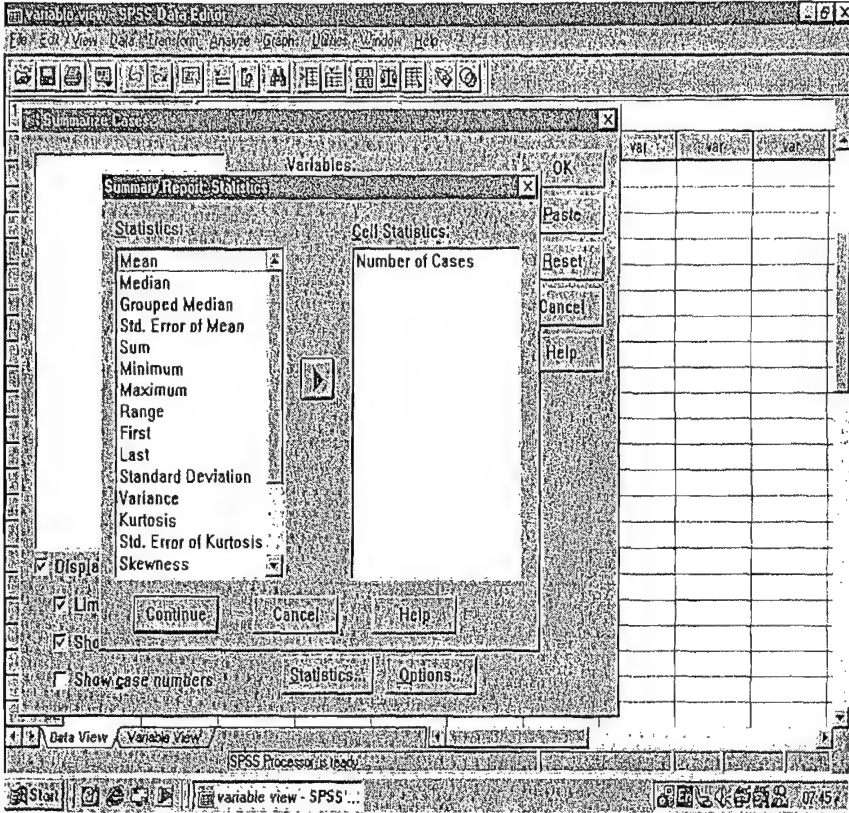 variable view - SPSS Data Editor
File Edit View Data Transform Analyze Graphs Utilities Window Help
Summarize Cases
Variables:
var var var
OK
Summary Report: Statistics
Paste
Statistics:
Cell Statistics:
Mean
Number of Cases
Reset
Median
Grouped Median
Cancel
Std. Error of Mean
Sum
Help
Minimum
Maximum
Range
First
Last
Standard Deviation
Variance
Kurtosis
Std. Error of Kurtosis
Skewness
Displa
Continue Cancel Help
Lim
Sho
Show case numbers
Statistics... Options...
Data View Variable View
SPSS Processor is ready
Start
variable view - SPSS '...
07:45